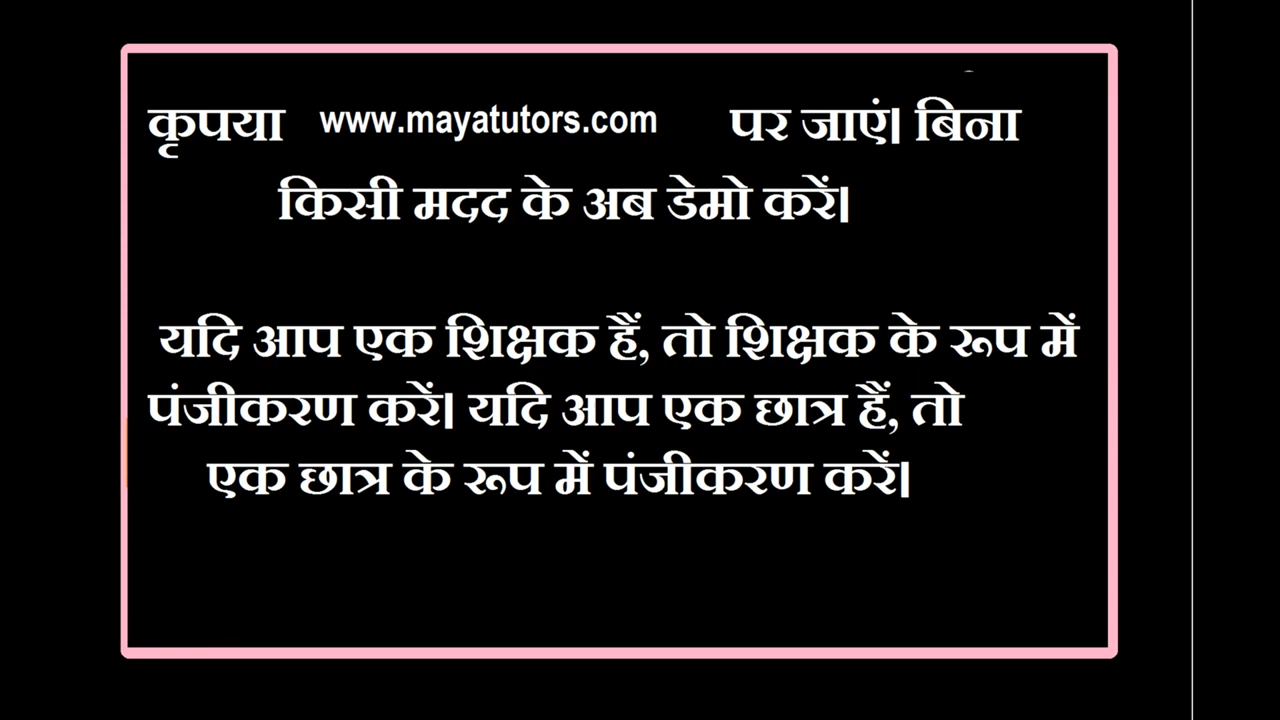 कृपया www.mayatutors.com पर जाएं। बिना
किसी मदद के अब डेमो करें।
यदि आप एक शिक्षक हैं, तो शिक्षक के रूप में
पंजीकरण करें। यदि आप एक छात्र हैं, तो
एक छात्र के रूप में पंजीकरण करें।